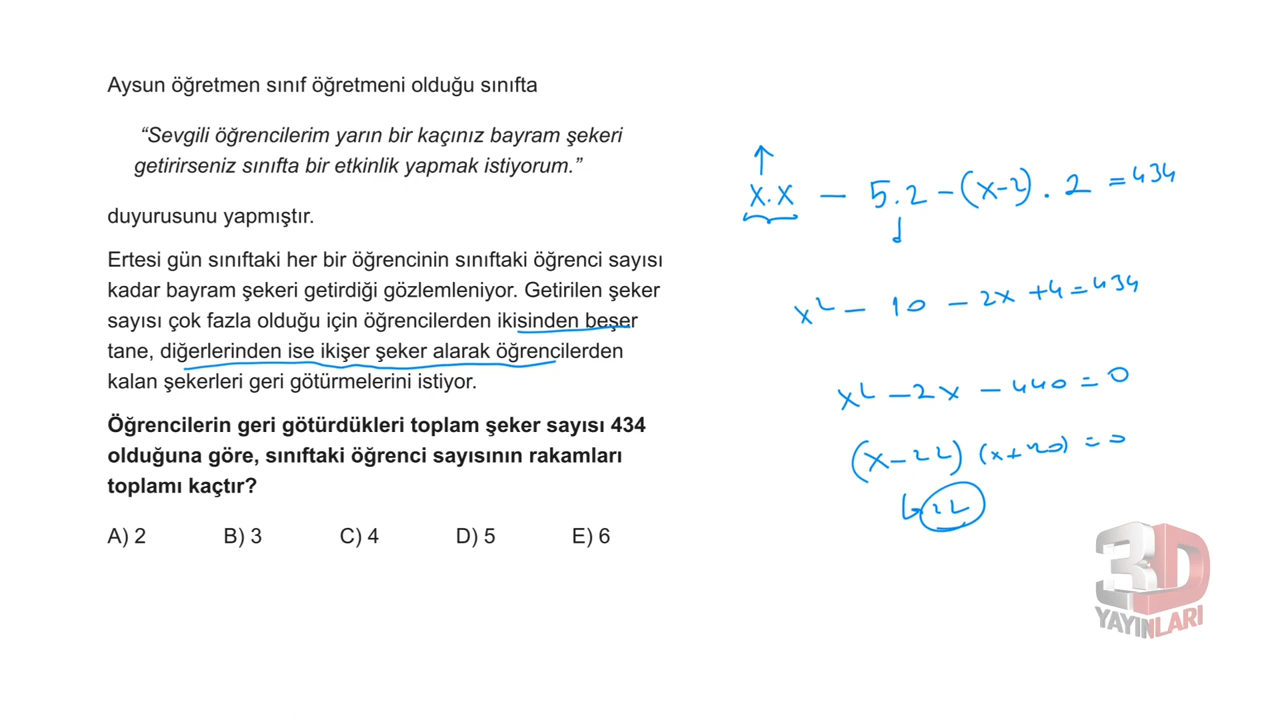 Aysun öğretmen sınıf öğretmeni olduğu sınıfta
“Sevgili öğrencilerim yarın bir kaçınız bayram şekeri
getirirseniz sınıfta bir etkinlik yapmak istiyorum.”
duyurusunu yapmıştır.
Ertesi gün sınıftaki her bir öğrencinin sınıftaki öğrenci sayısı
kadar bayram şekeri getirdiği gözlemleniyor. Getirilen şeker
sayısı çok fazla olduğu için öğrencilerden ikisinden beşer
tane, diğerlerinden ise ikişer şeker alarak öğrencilerden
kalan şekerleri geri götürmelerini istiyor.
Öğrencilerin geri götürdükleri toplam şeker sayısı 434
olduğuna göre, sınıftaki öğrenci sayısının rakamları
toplamı kaçtır?
A) 2 B) 3 C) 4 D) 5 E) 6
x.x - 5.2 - (x-2).2 = 434
x² - 10 - 2x + 4 = 434
x² - 2x - 440 = 0
(x-22) (x+20) = 0
22
3D
YAYINLARI